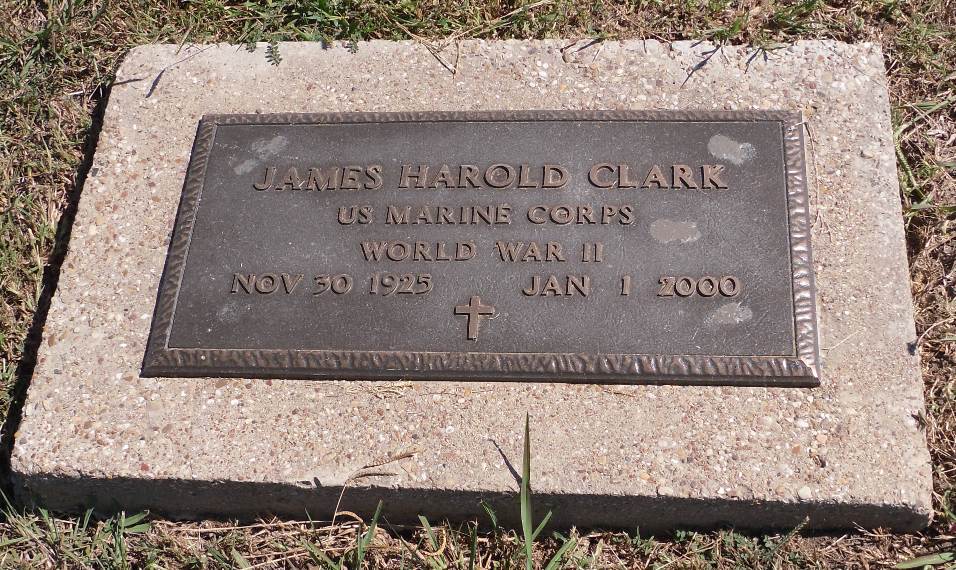 JAMES HAROLD CLARK
US MARINE CORPS
WORLD WAR II
NOV 30 1925 JAN 1 2000